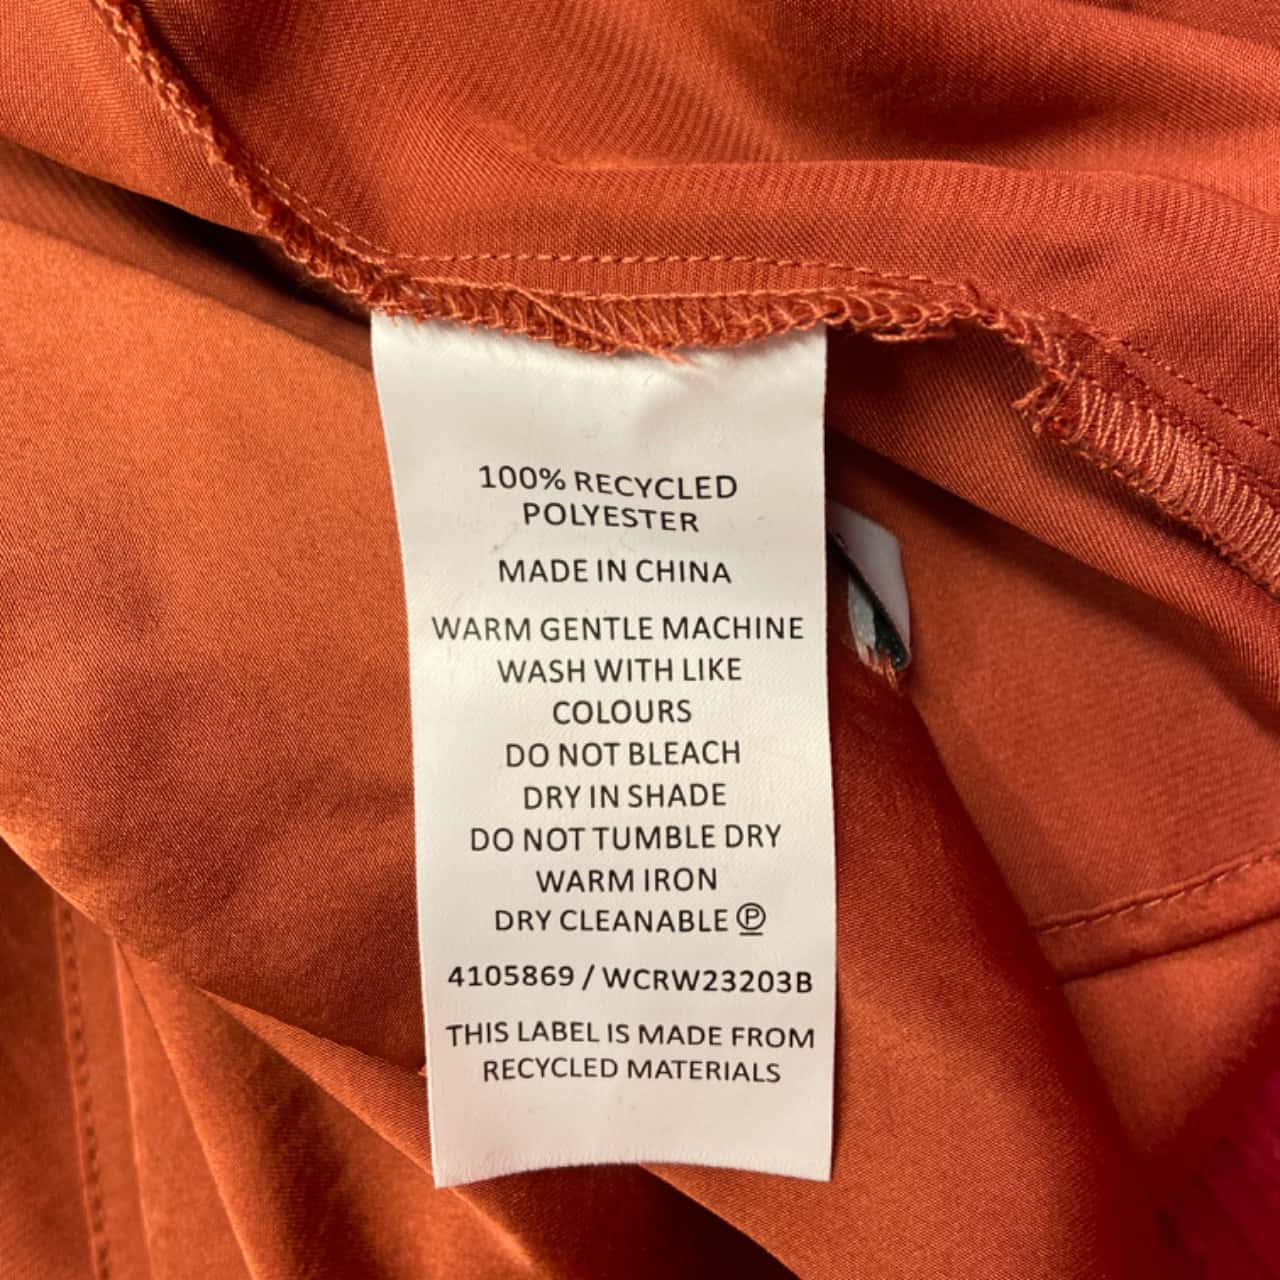 100% RECYCLED
POLYESTER
MADE IN CHINA
WARM GENTLE MACHINE
WASH WITH LIKE
COLOURS
DO NOT BLEACH
DRY IN SHADE
DO NOT TUMBLE DRY
WARM IRON
DRY CLEANABLE Ⓟ
4105869 / WCRW23203B
THIS LABEL IS MADE FROM
RECYCLED MATERIALS